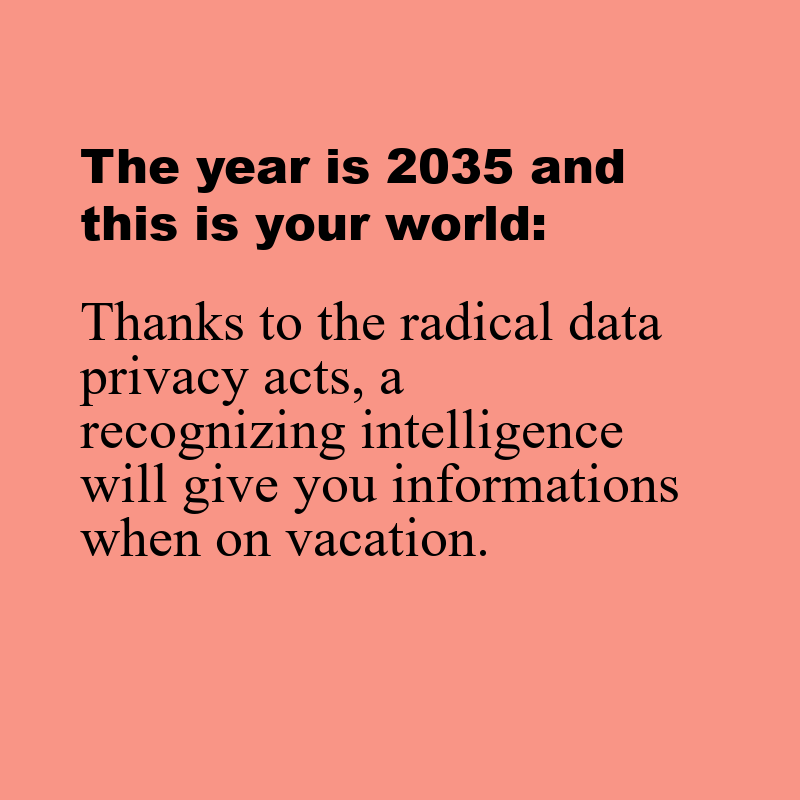 The year is 2035 and
this is your world:
Thanks to the radical data
privacy acts, a
recognizing intelligence
will give you informations
when on vacation.